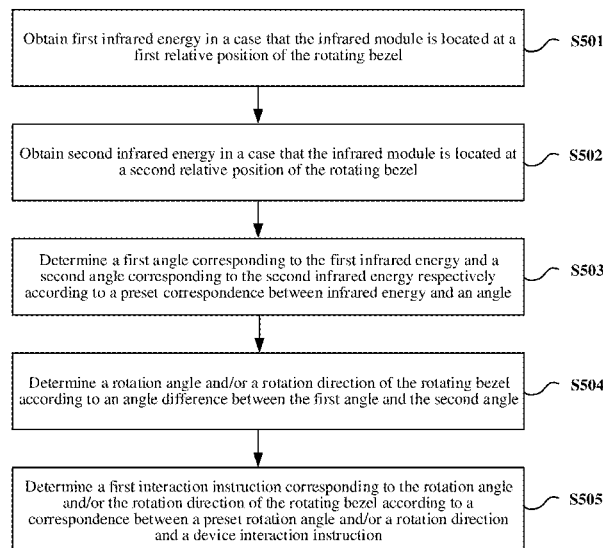 Obtain first infrared energy in a case that the infrared module is located at a
first relative position of the rotating bezel
S501
Obtain second infrared energy in a case that the infrared module is located at
a second relative position of the rotating bezel
S502
Determine a first angle corresponding to the first infrared energy and a
second angle corresponding to the second infrared energy respectively
according to a preset correspondence between infrared energy and an angle
S503
Determine a rotation angle and/or a rotation direction of the rotating bezel
according to an angle difference between the first angle and the second angle
S504
Determine a first interaction instruction corresponding to the rotation angle
and/or the rotation direction of the rotating bezel according to a
correspondence between a preset rotation angle and/or a rotation direction
and a device interaction instruction
S505